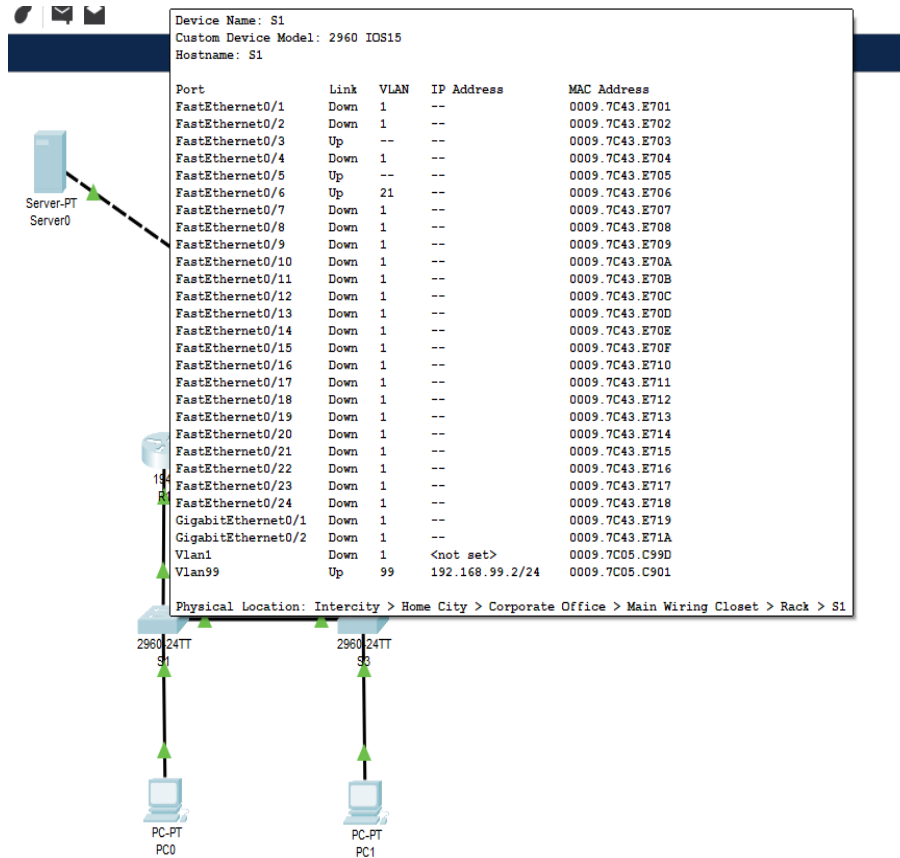 Device Name: S1
Custom Device Model: 2960 IOS15
Hostname: S1
Port Link VLAN IP Address MAC Address
FastEthernet0/1 Down 1 -- 0009.7C43.E701
FastEthernet0/2 Down 1 -- 0009.7C43.E702
FastEthernet0/3 Up -- -- 0009.7C43.E703
FastEthernet0/4 Down 1 -- 0009.7C43.E704
FastEthernet0/5 Up -- -- 0009.7C43.E705
FastEthernet0/6 Up 21 -- 0009.7C43.E706
FastEthernet0/7 Down 1 -- 0009.7C43.E707
FastEthernet0/8 Down 1 -- 0009.7C43.E708
FastEthernet0/9 Down 1 -- 0009.7C43.E709
FastEthernet0/10 Down 1 -- 0009.7C43.E70A
FastEthernet0/11 Down 1 -- 0009.7C43.E70B
FastEthernet0/12 Down 1 -- 0009.7C43.E70C
FastEthernet0/13 Down 1 -- 0009.7C43.E70D
FastEthernet0/14 Down 1 -- 0009.7C43.E70E
FastEthernet0/15 Down 1 -- 0009.7C43.E70F
FastEthernet0/16 Down 1 -- 0009.7C43.E710
FastEthernet0/17 Down 1 -- 0009.7C43.E711
FastEthernet0/18 Down 1 -- 0009.7C43.E712
FastEthernet0/19 Down 1 -- 0009.7C43.E713
FastEthernet0/20 Down 1 -- 0009.7C43.E714
FastEthernet0/21 Down 1 -- 0009.7C43.E715
FastEthernet0/22 Down 1 -- 0009.7C43.E716
FastEthernet0/23 Down 1 -- 0009.7C43.E717
FastEthernet0/24 Down 1 -- 0009.7C43.E718
GigabitEthernet0/1 Down 1 -- 0009.7C43.E719
GigabitEthernet0/2 Down 1 -- 0009.7C43.E71A
Vlan1 Down 1 <not set> 0009.7C05.C99D
Vlan99 Up 99 192.168.99.2/24 0009.7C05.C901
Physical Location: Intercity > Home City > Corporate Office > Main Wiring Closet > Rack > S1
Server-PT
Server0
2960-24TT
S1
2960-24TT
S3
PC-PT
PC0
PC-PT
PC1